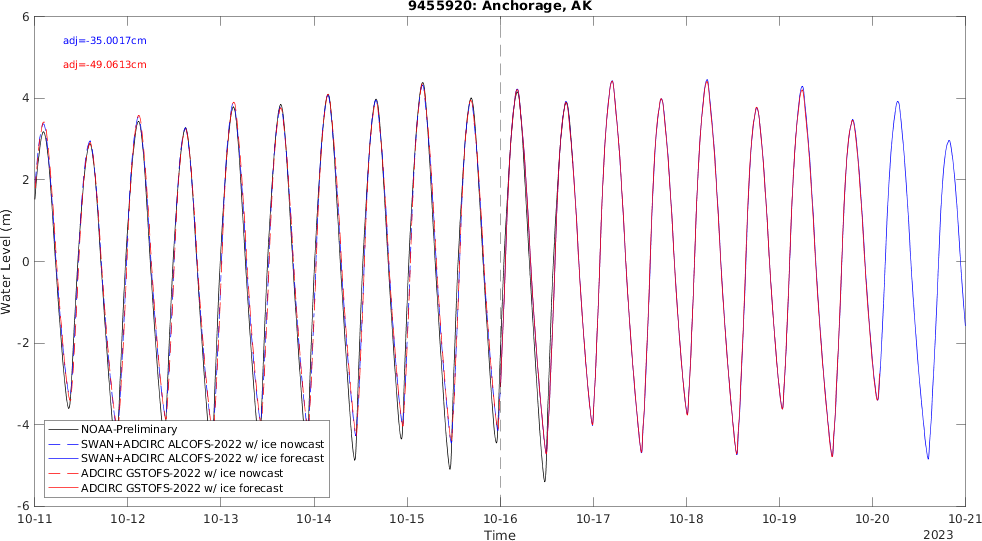 9455920: Anchorage, AK
adj=-35.0017cm
adj=-49.0613cm
6
4
2
0
-2
-4
-6
Water Level (m)
NOAA-Preliminary
SWAN+ADCIRC ALCOFS-2022 w/ ice nowcast
SWAN+ADCIRC ALCOFS-2022 w/ ice forecast
ADCIRC GSTOFS-2022 w/ ice nowcast
ADCIRC GSTOFS-2022 w/ ice forecast
10-11 10-12 10-13 10-14 10-15 10-16 10-17 10-18 10-19 10-20 10-21
Time
2023